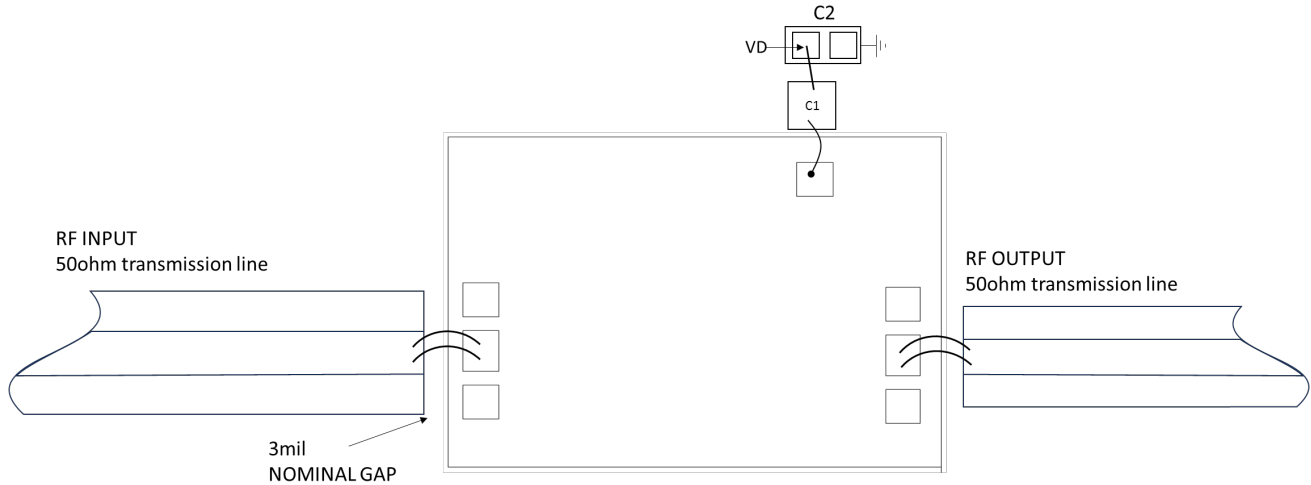 C2
VD
C1
RF INPUT
50ohm transmission line
RF OUTPUT
50ohm transmission line
3mil
NOMINAL GAP